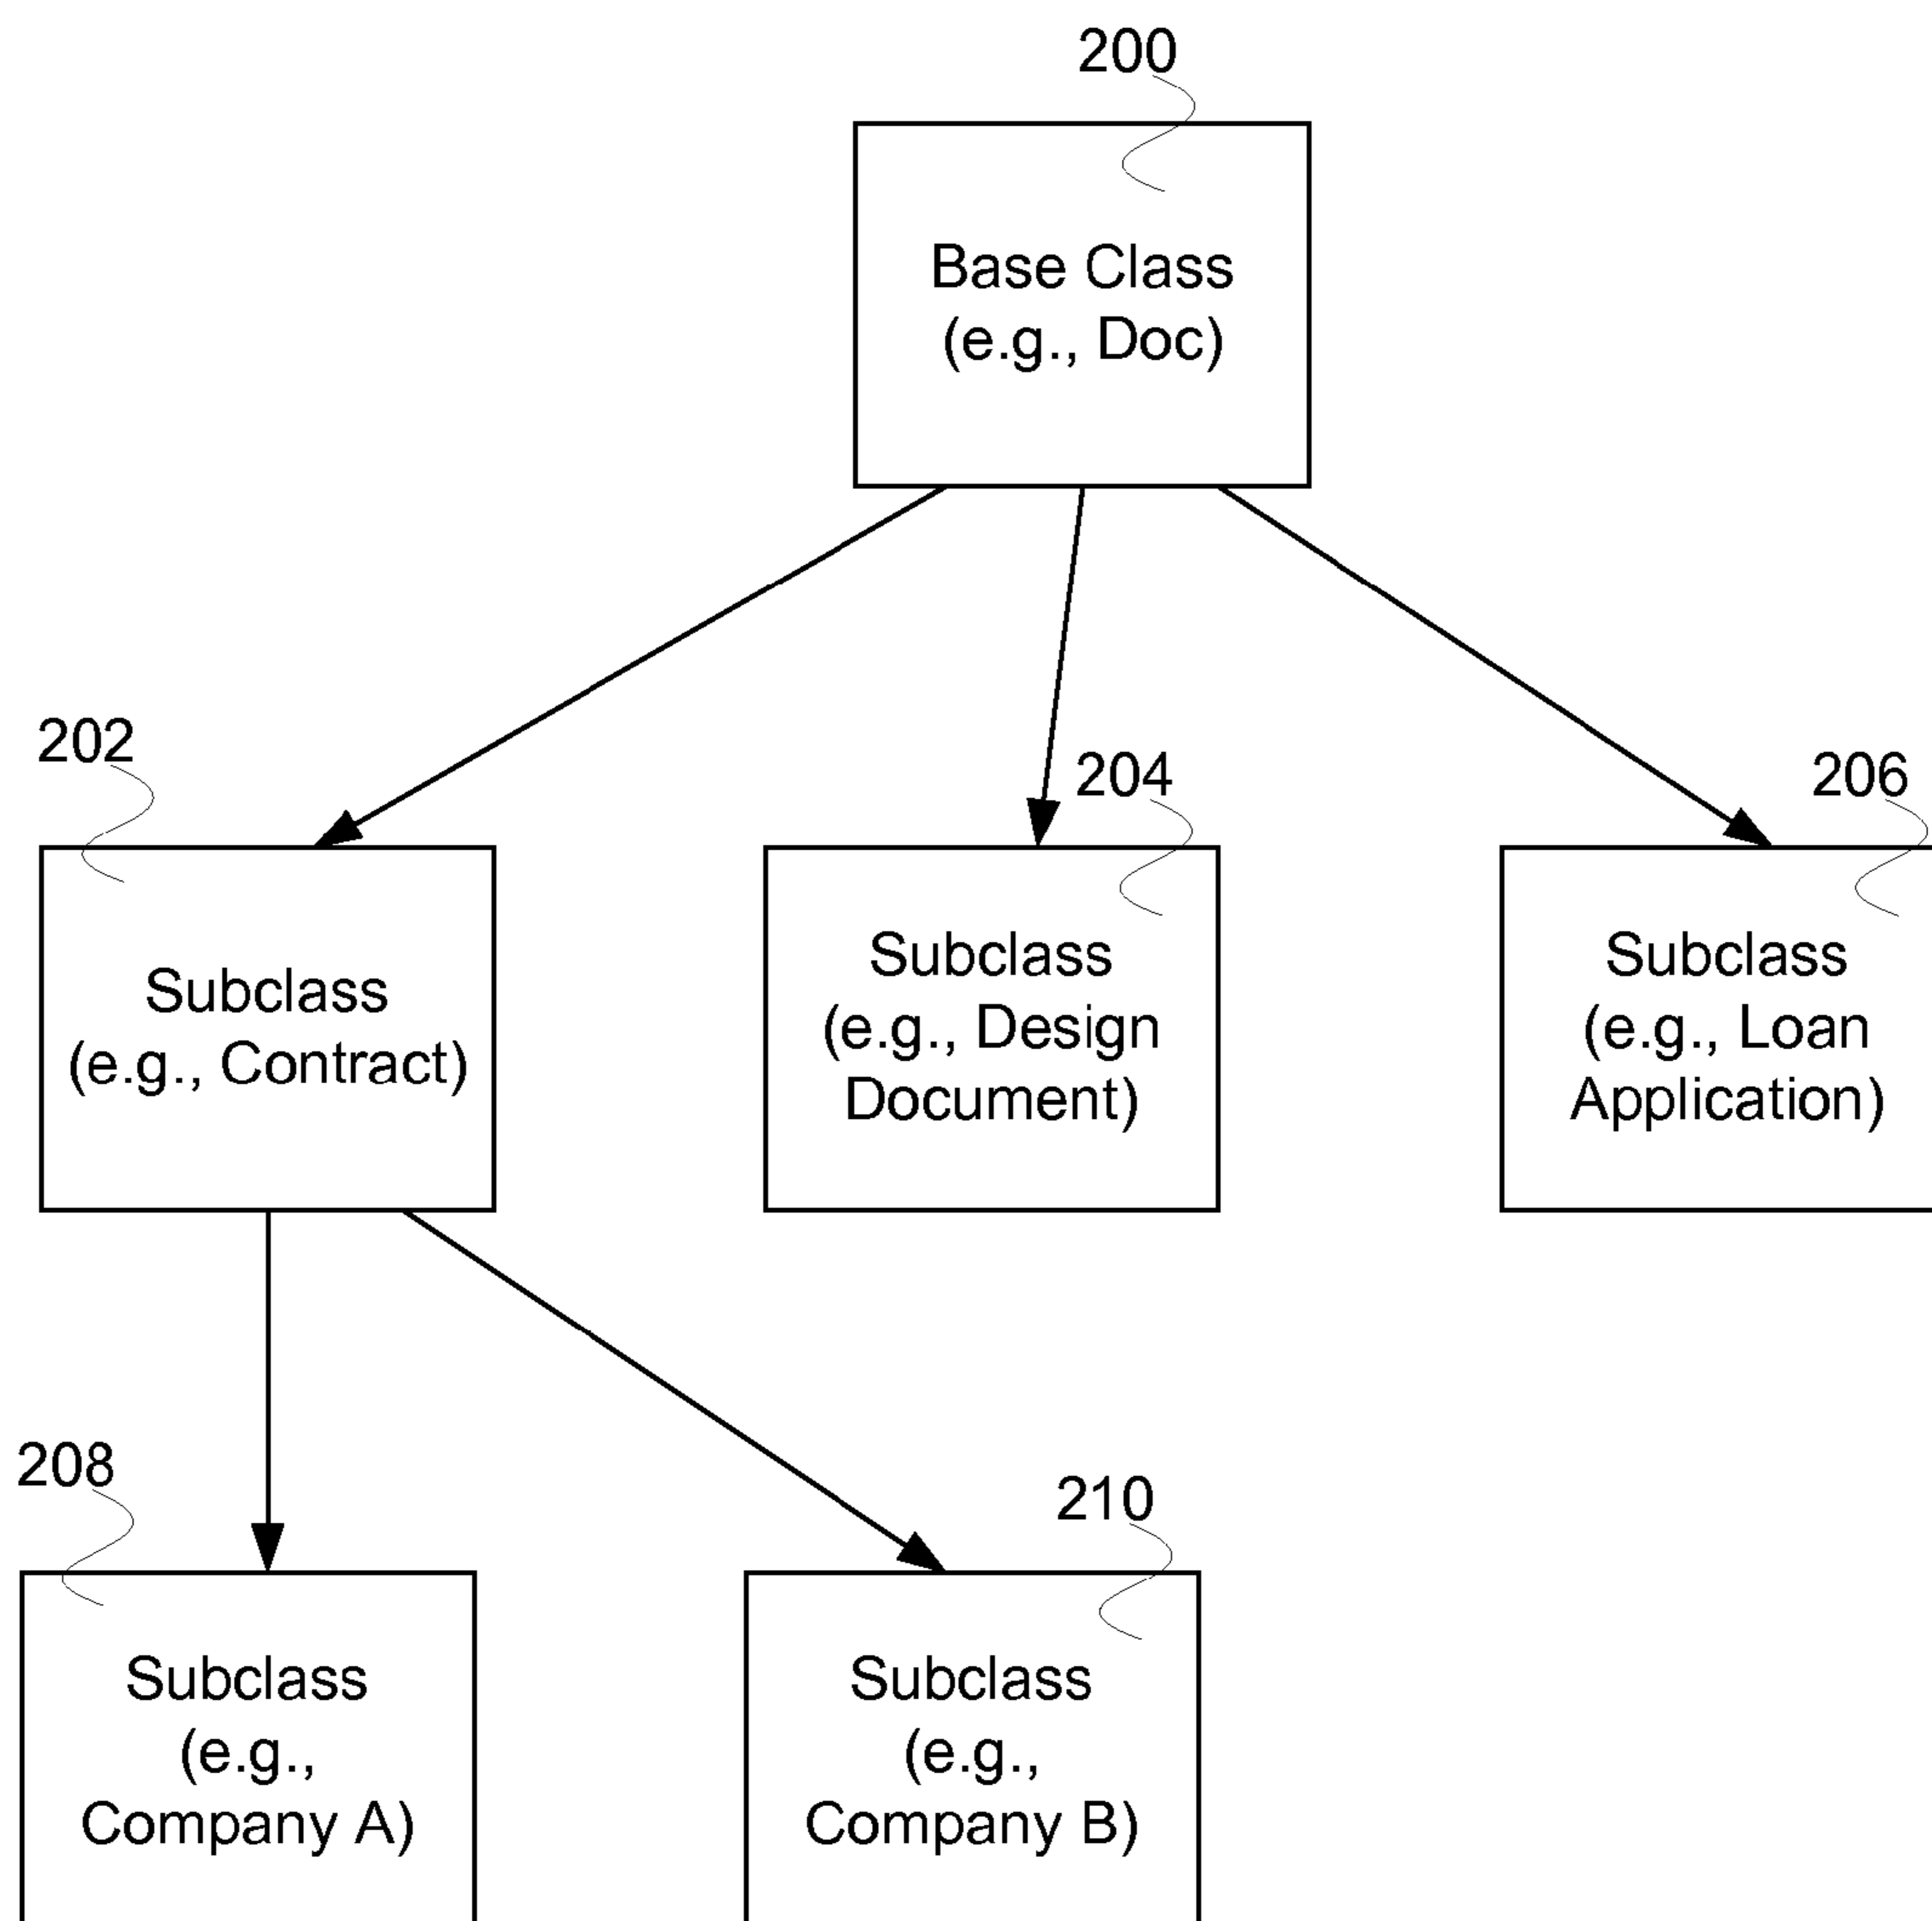 200
Base Class
(e.g., Doc)
202
204
206
Subclass
(e.g., Contract)
Subclass
(e.g., Design
Document)
Subclass
(e.g., Loan
Application)
208
210
Subclass
(e.g.,
Company A)
Subclass
(e.g.,
Company B)